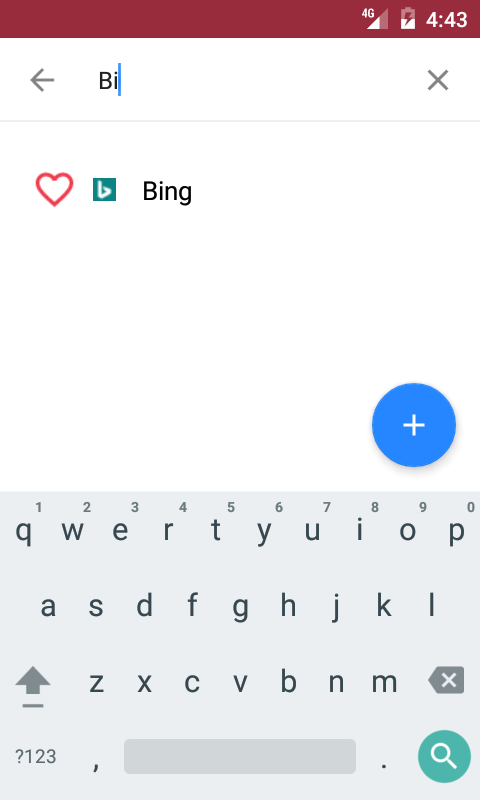 4G 4:43
Bi
Bing
1 2 3 4 5 6 7 8 9 0
q w e r t y u i o p
a s d f g h j k l
z x c v b n m
?123 , .